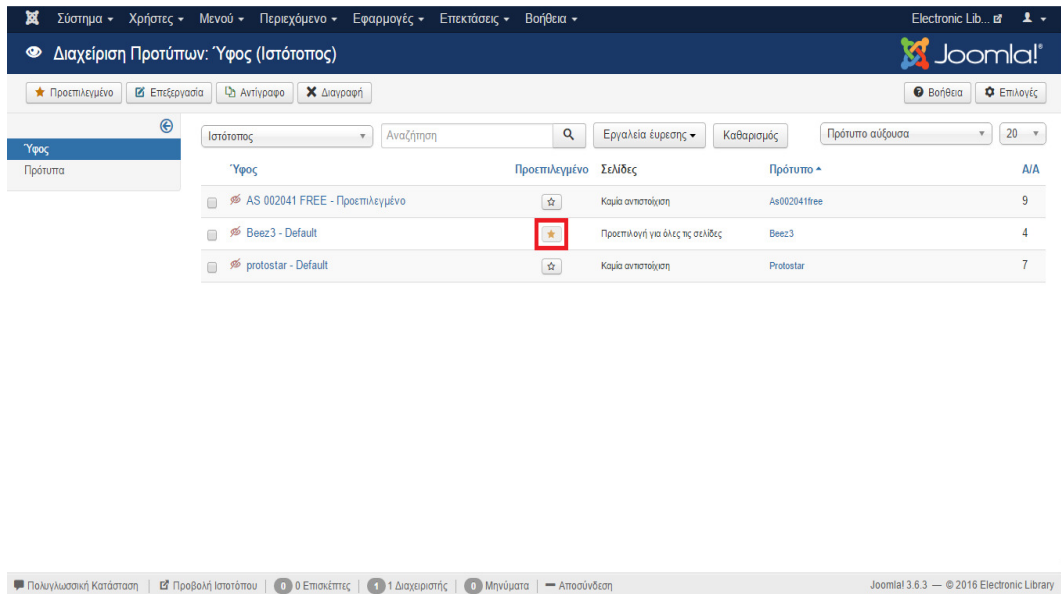 Σύστημα Χρήστες Μενού Περιεχόμενο Εφαρμογές Επεκτάσεις Βοήθεια Electronic Lib...
Διαχείριση Προτύπων: Ύφος (Ιστότοπος) Joomla!®
Προεπιλεγμένο Επεξεργασία Αντίγραφο Διαγραφή Βοήθεια Επιλογές
Ύφος
Πρότυπα
Ιστότοπος Αναζήτηση Εργαλεία έυρεσης Καθαρισμός Πρότυπο αύξουσα 20
Ύφος Προεπιλεγμένο Σελίδες Πρότυπο Α/Α
AS 002041 FREE - Προεπιλεγμένο Καμία αντιστοίχιση As002041free 9
Beez3 - Default Προεπιλογή για όλες τις σελίδες Beez3 4
protostar - Default Καμία αντιστοίχιση Protostar 7
Πολυγλωσσική Κατάσταση Προβολή Ιστοτόπου 0 0 Επισκέπτες 1 1 Διαχειριστής 0 Μηνύματα Αποσύνδεση Joomla! 3.6.3 — © 2016 Electronic Library